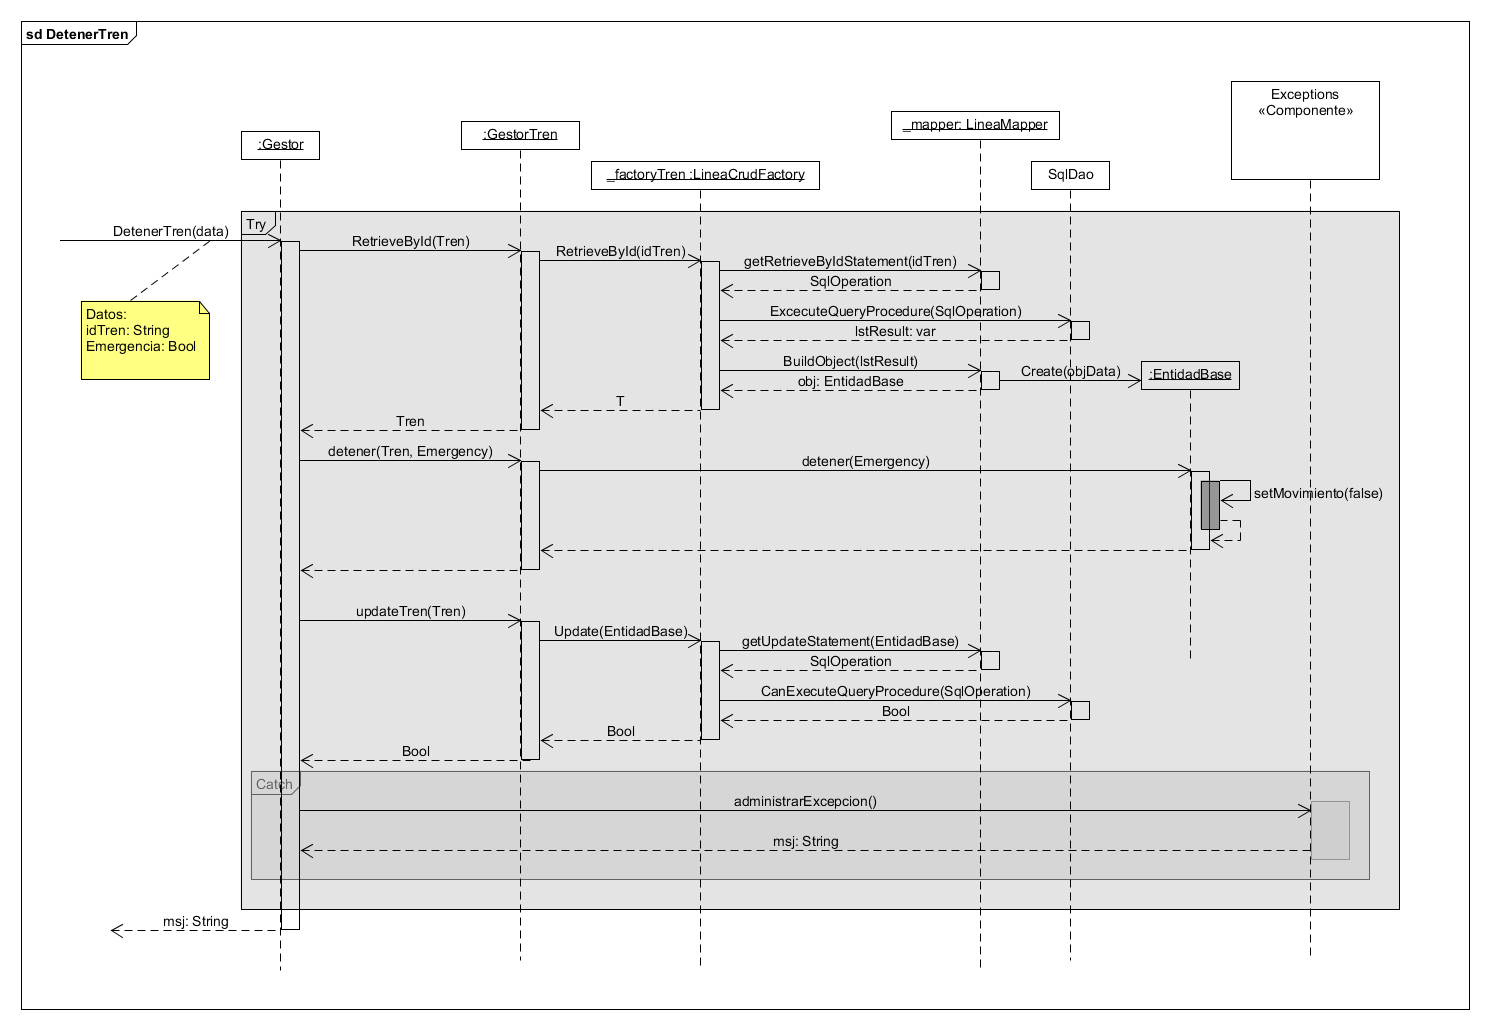 sd DetenerTren
Exceptions
«Componente»
_mapper: LineaMapper
:GestorTren
:Gestor
_factoryTren :LineaCrudFactory
SqlDao
Try
DetenerTren(data)
RetrieveById(Tren)
RetrieveById(idTren)
getRetrieveByIdStatement(idTren)
SqlOperation
Datos:
idTren: String
Emergencia: Bool
ExcecuteQueryProcedure(SqlOperation)
lstResult: var
BuildObject(lstResult)
Create(objData)
:EntidadBase
obj: EntidadBase
T
Tren
detener(Tren, Emergency)
detener(Emergency)
setMovimiento(false)
updateTren(Tren)
Update(EntidadBase)
getUpdateStatement(EntidadBase)
SqlOperation
CanExecuteQueryProcedure(SqlOperation)
Bool
Bool
Bool
Catch
administrarExcepcion()
msj: String
msj: String